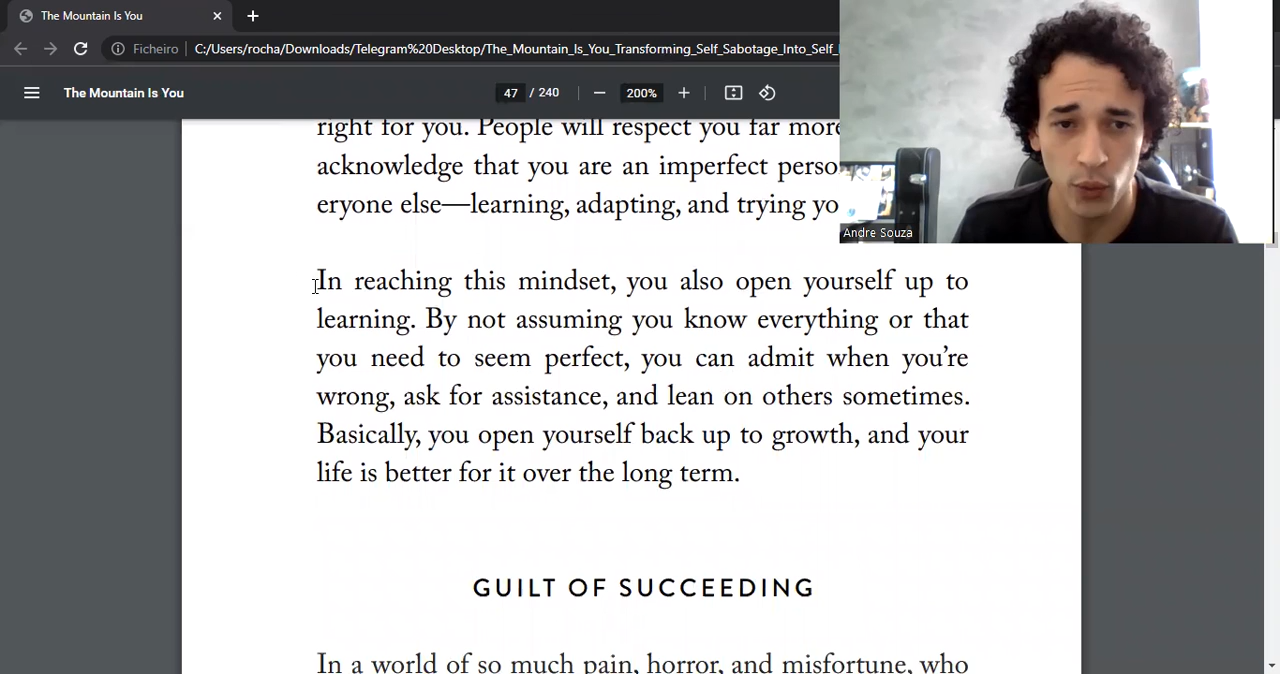 The Mountain Is You
Ficheiro
C:/Users/rocha/Downloads/Telegram%20Desktop/The_Mountain_Is_You_Transforming_Self_Sabotage_Into_Self_
The Mountain Is You
47 / 240
200%
right for you. People will respect you far more
acknowledge that you are an imperfect perso
eryone else—learning, adapting, and trying yo
Andre Souza
In reaching this mindset, you also open yourself up to
learning. By not assuming you know everything or that
you need to seem perfect, you can admit when you’re
wrong, ask for assistance, and lean on others sometimes.
Basically, you open yourself back up to growth, and your
life is better for it over the long term.
GUILT OF SUCCEEDING
In a world of so much pain, horror, and misfortune, who